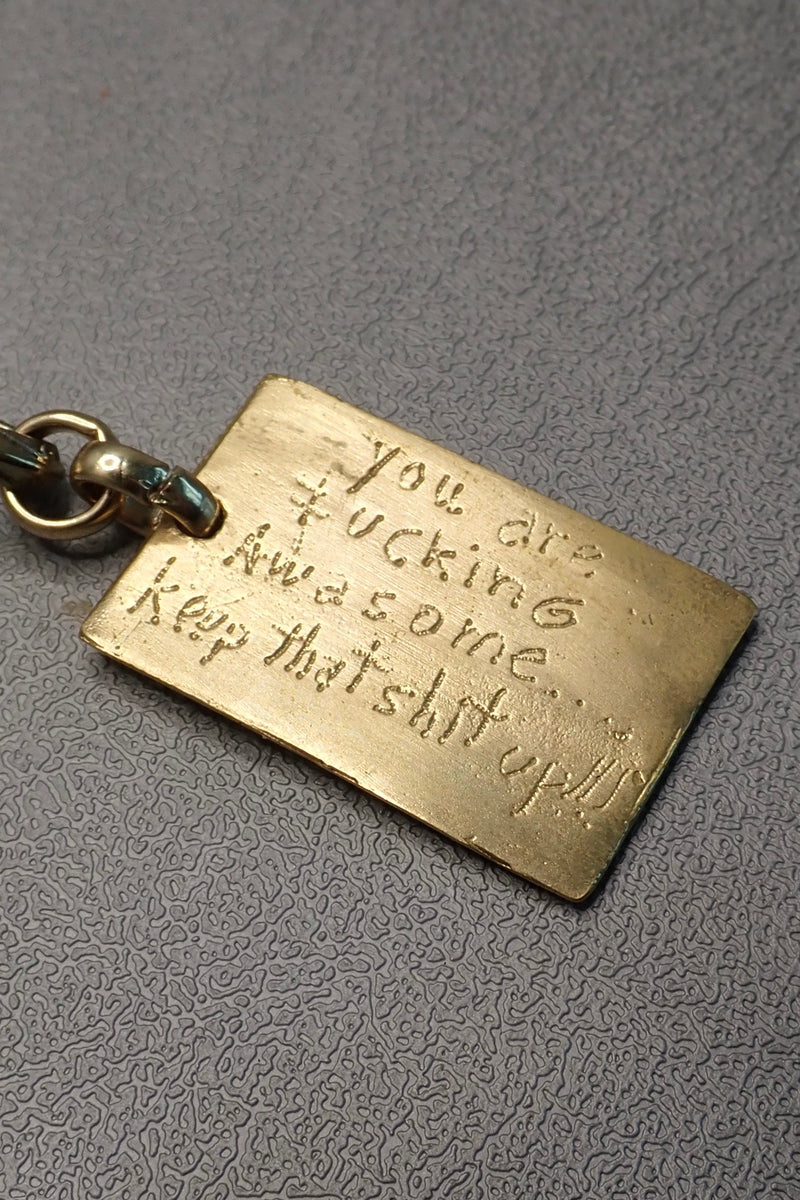 you are
Fucking
Awasome...
keep that shit up!!!